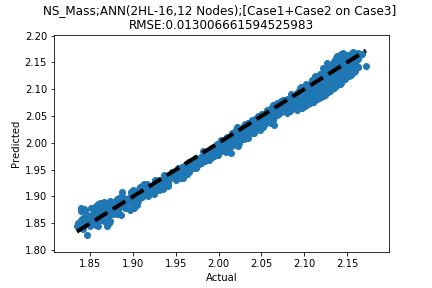 NS_Mass;ANN(2HL-16,12 Nodes);[Case1+Case2 on Case3]
RMSE:0.013006661594525983
2.20
2.15
2.10
2.05
2.00
1.95
1.90
1.85
1.80
Predicted
1.85 1.90 1.95 2.00 2.05 2.10 2.15
Actual